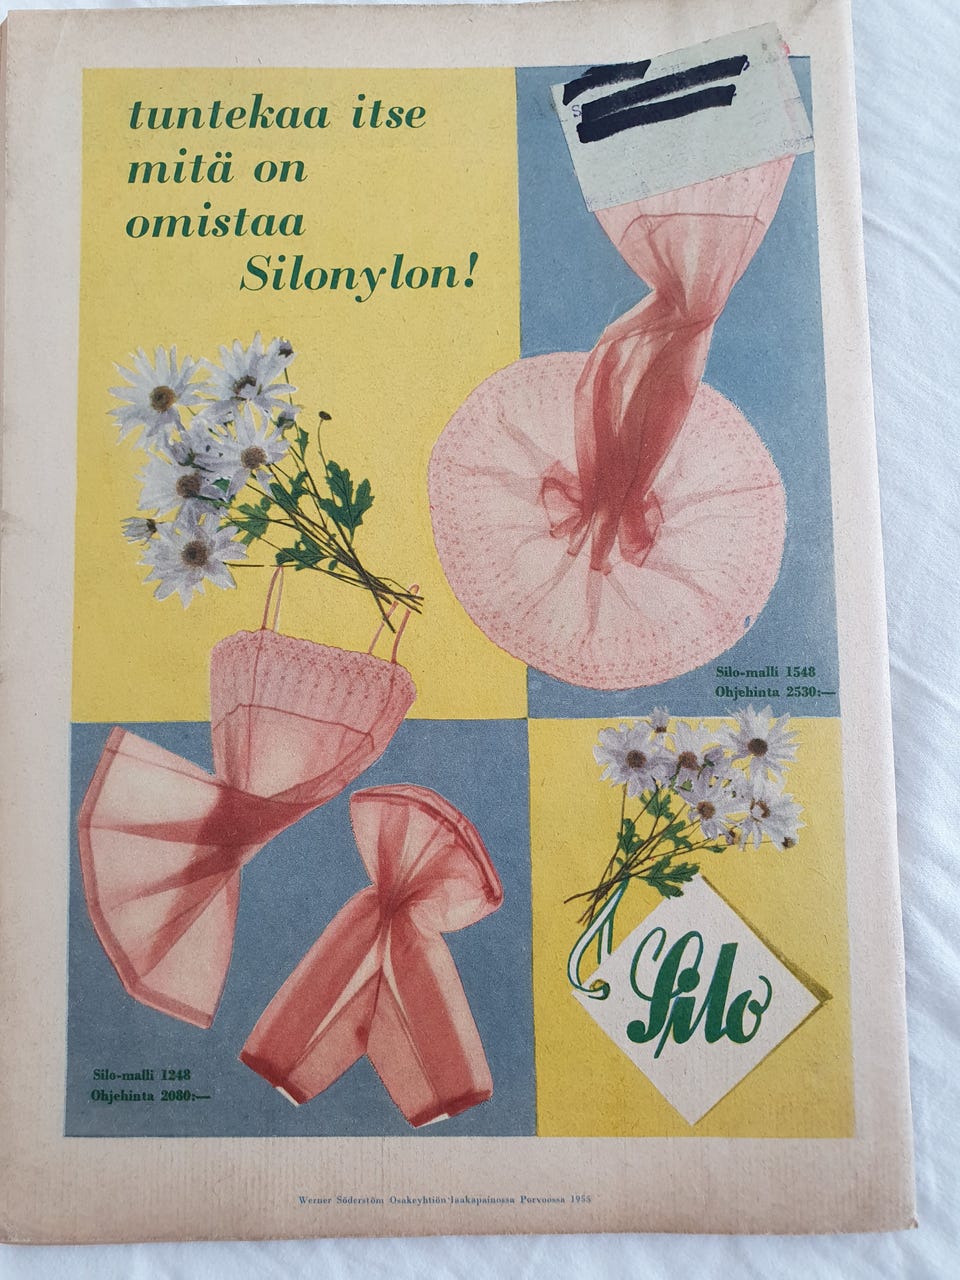 tuntekaa itse
mitä on
omistaa
Silonylon!
Silo-malli 1548
Ohjehinta 2530:—
Silo
Silo-malli 1248
Ohjehinta 2080:—
Werner Söderström Osakeyhtiön laakapainossa Porvoossa 1955